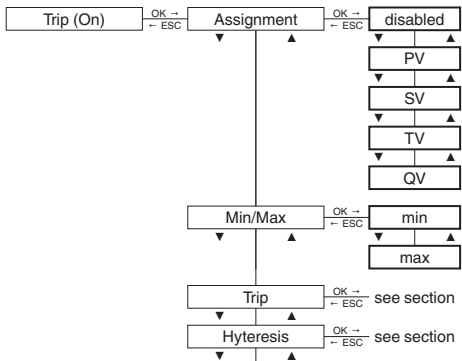 Trip (On) OK → ← ESC Assignment OK → ← ESC disabled
▼ ▲ ▼ ▲
PV
▼ ▲
SV
▼ ▲
TV
▼ ▲
QV
Min/Max OK → ← ESC min
▼ ▲ ▼ ▲
max
Trip OK → ← ESC see section
▼ ▲
Hyteresis OK → ← ESC see section
▼ ▲